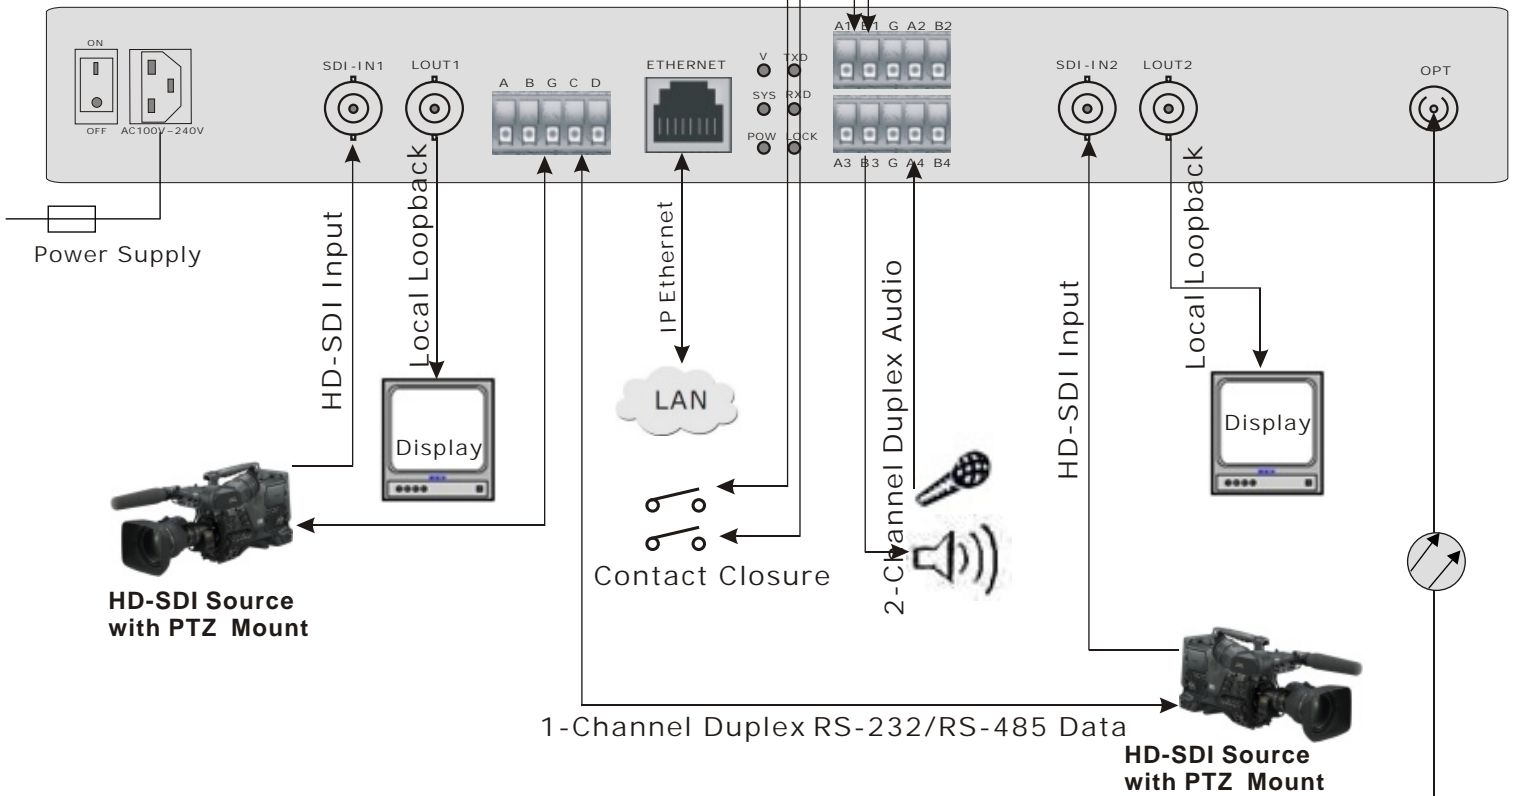 A1 B1 G A2 B2
ON
OFF
AC100V~240V
SDI-IN1
LOUT1
A B G C D
ETHERNET
V TXD
SYS RXD
POW LOCK
A3 B3 G A4 B4
SDI-IN2
LOUT2
OPT
Power Supply
HD-SDI Input
Local Loopback
IP Ethernet
2-Channel Duplex Audio
HD-SDI Input
Local Loopback
LAN
Display
Display
Contact Closure
HD-SDI Source
with PTZ Mount
1-Channel Duplex RS-232/RS-485 Data
HD-SDI Source
with PTZ Mount